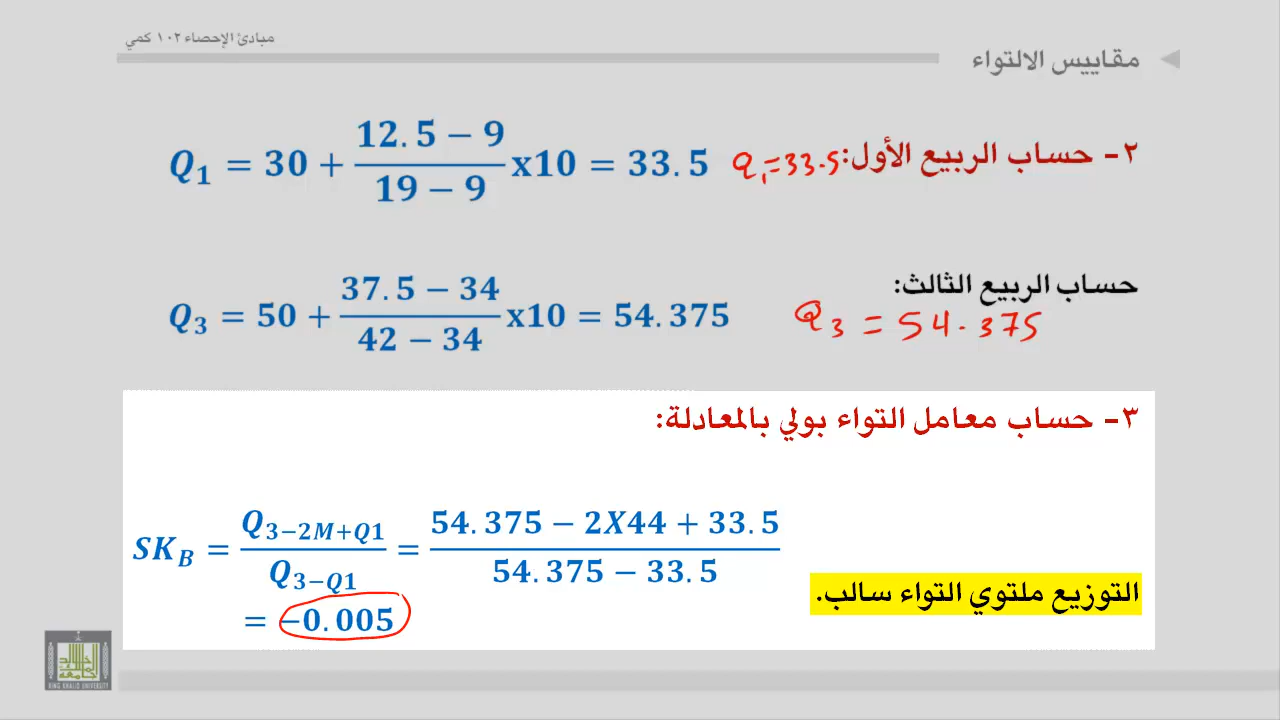 مبادئ الإحصاء ١٠٢ كمي
مقاييس الالتواء
٢- حساب الربيع الأول: Q1=33.5
Q1 = 30 + (12.5 − 9)/(19 − 9) x10 = 33.5
حساب الربيع الثالث:
Q3 = 54.375
Q3 = 50 + (37.5 − 34)/(42 − 34) x10 = 54.375
٣- حساب معامل التواء بولي بالمعادلة:
SKB = (Q3−2M+Q1)/(Q3−Q1) = (54.375 − 2X44 + 33.5)/(54.375 − 33.5)
= −0.005
التوزيع ملتوي التواء سالب.
KING KHALID UNIVERSITY